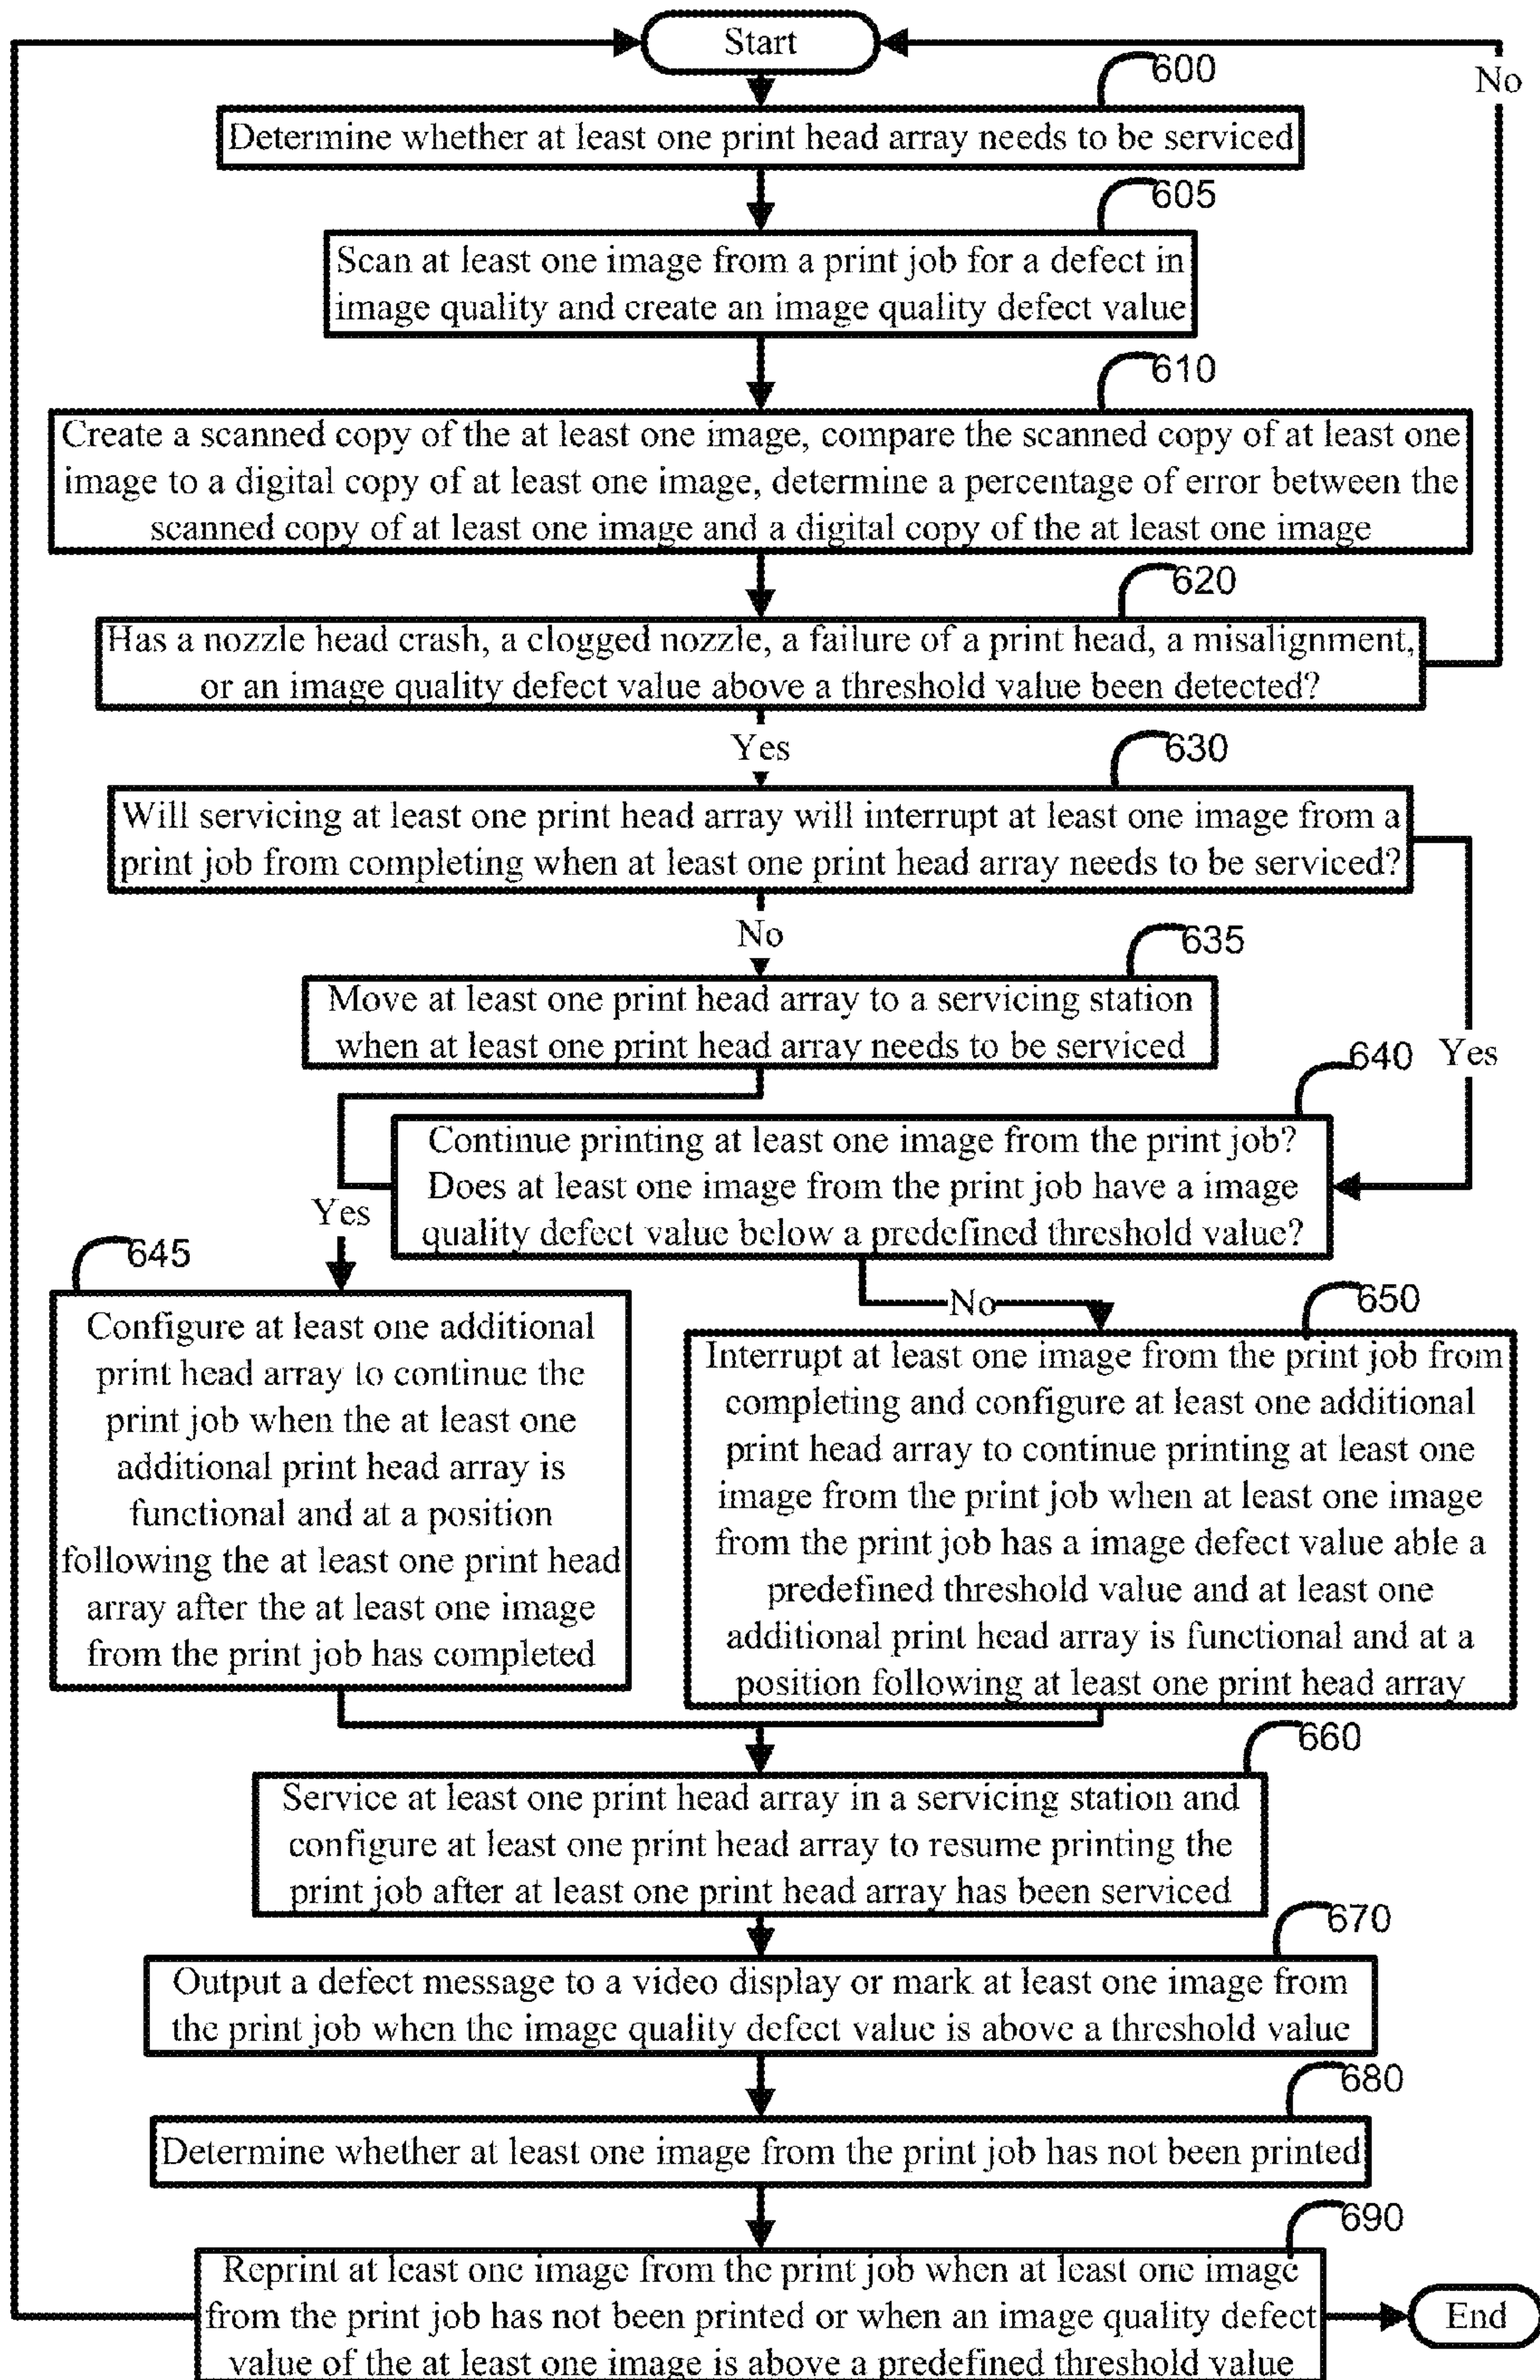 Start
600
No
Determine whether at least one print head array needs to be serviced
605
Scan at least one image from a print job for a defect in
image quality and create an image quality defect value
610
Create a scanned copy of the at least one image, compare the scanned copy of at least one
image to a digital copy of at least one image, determine a percentage of error between the
scanned copy of at least one image and a digital copy of the at least one image
620
Has a nozzle head crash, a clogged nozzle, a failure of a print head, a misalignment,
or an image quality defect value above a threshold value been detected?
Yes
630
Will servicing at least one print head array will interrupt at least one image from a
print job from completing when at least one print head array needs to be serviced?
No
635
Move at least one print head array to a servicing station
when at least one print head array needs to be serviced
640
Yes
Continue printing at least one image from the print job?
Does at least one image from the print job have a image
quality defect value below a predefined threshold value?
Yes
645
No
650
Configure at least one additional
print head array to continue the
print job when the at least one
additional print head array is
functional and at a position
following the at least one print head
array after the at least one image
from the print job has completed
Interrupt at least one image from the print job from
completing and configure at least one additional
print head array to continue printing at least one
image from the print job when at least one image
from the print job has a image defect value able a
predefined threshold value and at least one
additional print head array is functional and at a
position following at least one print head array
660
Service at least one print head array in a servicing station and
configure at least one print head array to resume printing the
print job after at least one print head array has been serviced
670
Output a defect message to a video display or mark at least one image from
the print job when the image quality defect value is above a threshold value
680
Determine whether at least one image from the print job has not been printed
690
Reprint at least one image from the print job when at least one image
from the print job has not been printed or when an image quality defect
value of the at least one image is above a predefined threshold value
End